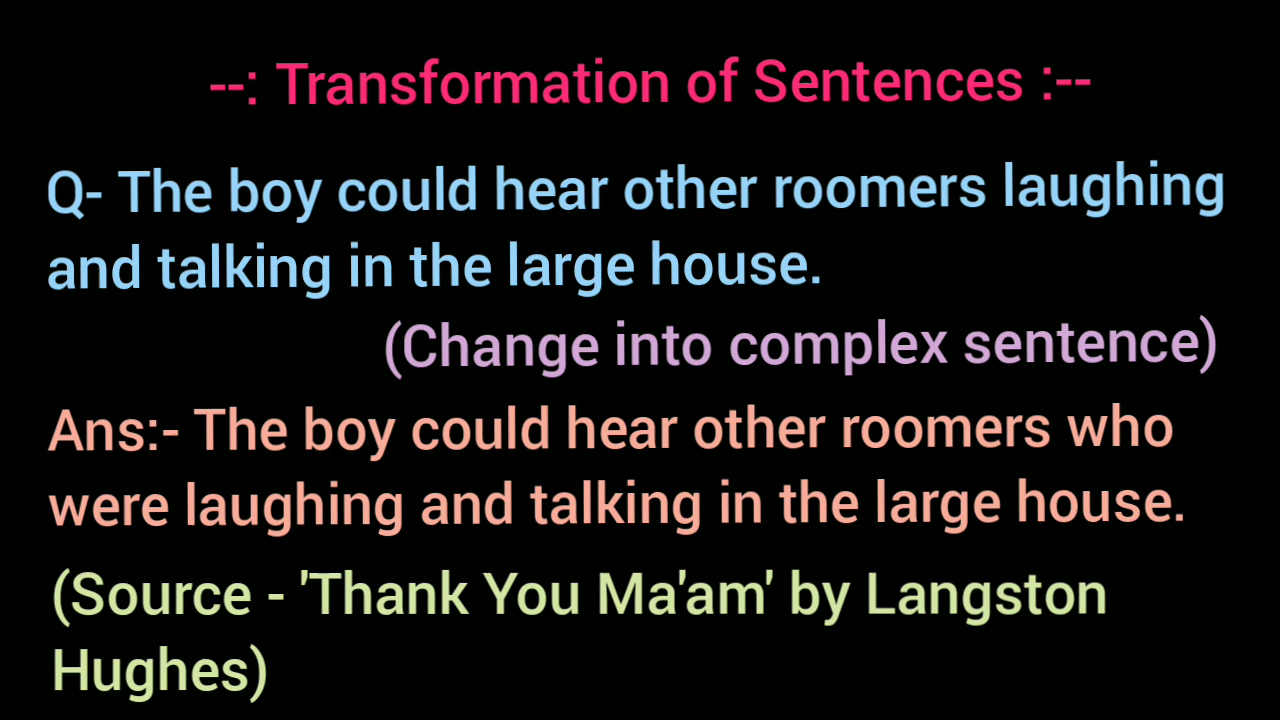 --: Transformation of Sentences :--
Q- The boy could hear other roomers laughing
and talking in the large house.
(Change into complex sentence)
Ans:- The boy could hear other roomers who
were laughing and talking in the large house.
(Source - 'Thank You Ma'am' by Langston
Hughes)